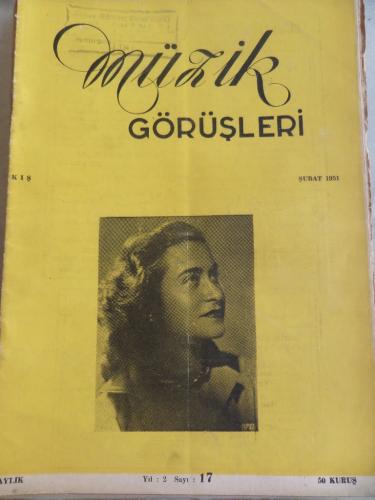 müzik
GÖRÜŞLERİ
KIŞ
ŞUBAT 1951
AYLIK
Yıl : 2 Sayı : 17
50 KURUŞ